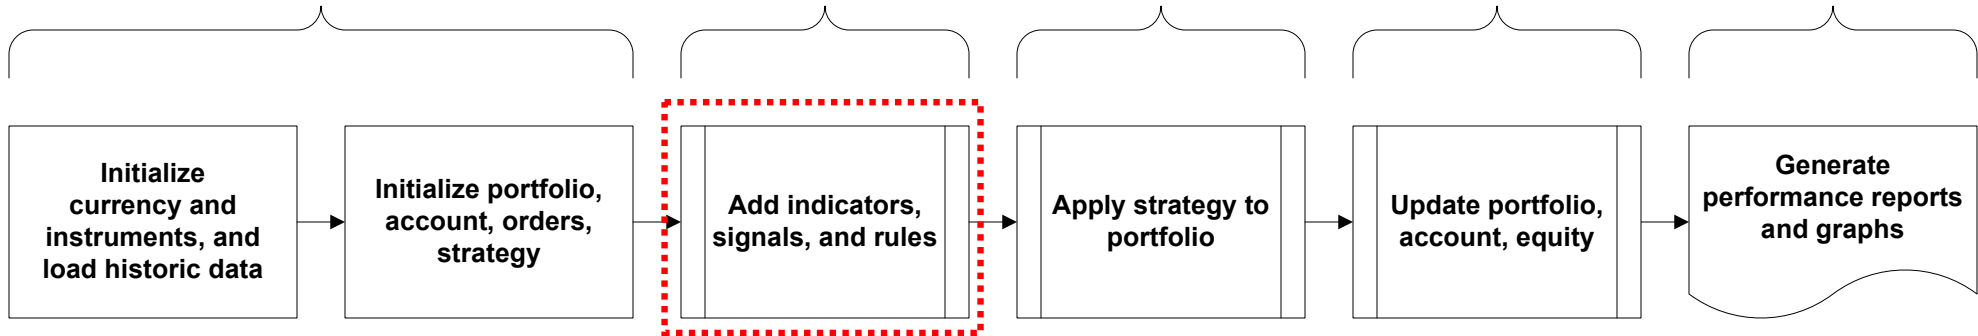 Initialize
currency and
instruments, and
load historic data
Initialize portfolio,
account, orders,
strategy
Add indicators,
signals, and rules
Apply strategy to
portfolio
Update portfolio,
account, equity
Generate
performance reports
and graphs